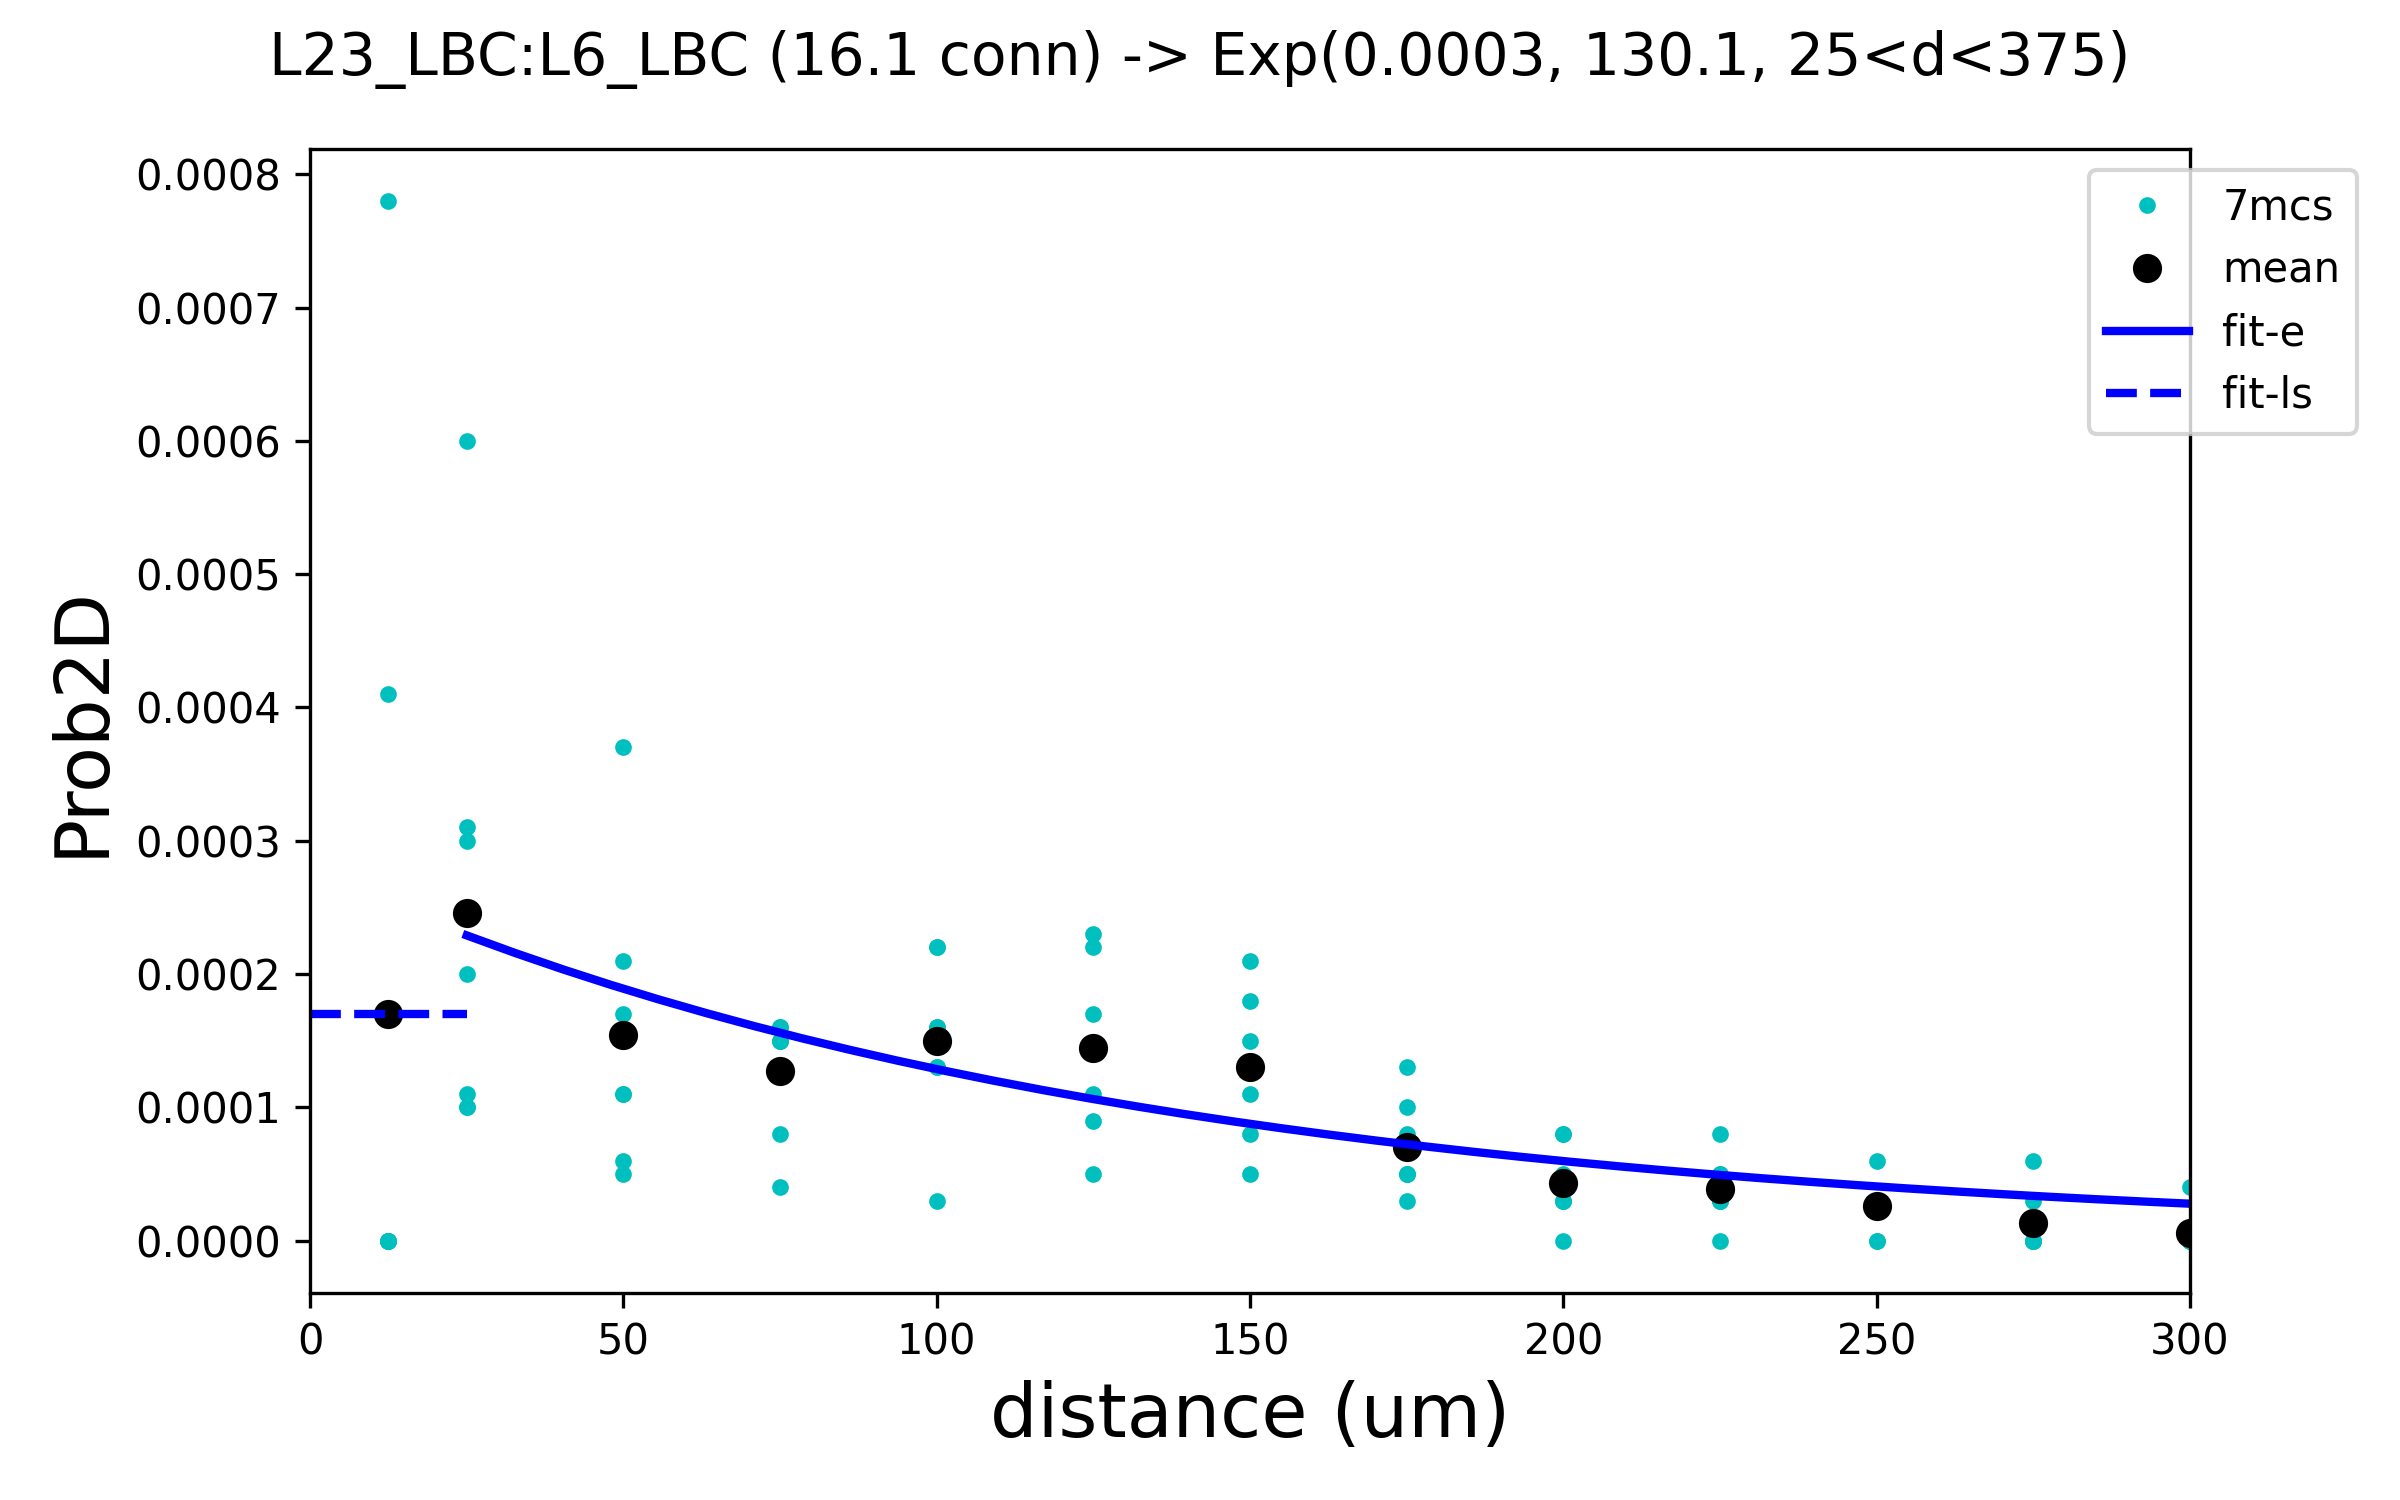 L23_LBC:L6_LBC (16.1 conn) -> Exp(0.0003, 130.1, 25<d<375)
0.0008
0.0007
0.0006
0.0005
0.0004
0.0003
0.0002
0.0001
0.0000
Prob2D
7mcs
mean
fit-e
fit-ls
0 50 100 150 200 250 300
distance (um)